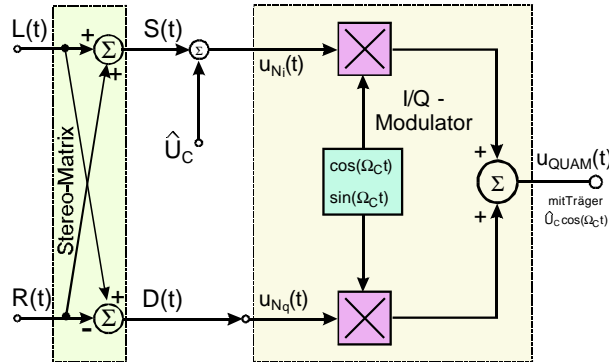 L(t)
S(t)
+
Σ
+
Σ
Û_C
u_Ni(t)
I/Q -
Modulator
Stereo-Matrix
cos(Ω_C t)
sin(Ω_C t)
+
Σ
+
u_QUAM(t)
mitTräger
Û_C cos(Ω_C t)
R(t)
D(t)
+
Σ
-
u_Nq(t)